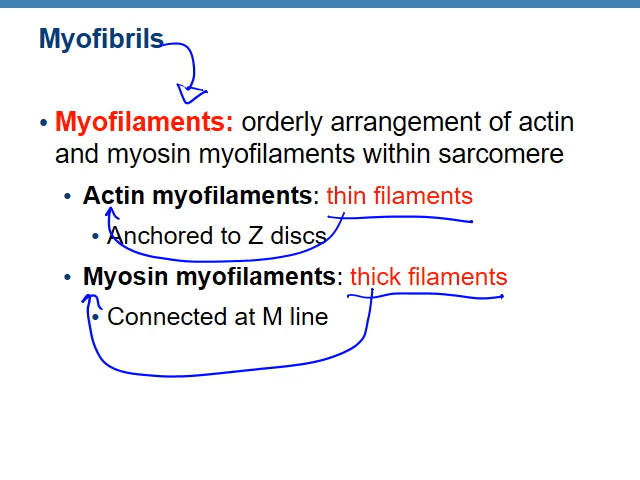 Myofibrils
• Myofilaments: orderly arrangement of actin
and myosin myofilaments within sarcomere
• Actin myofilaments: thin filaments
• Anchored to Z discs
• Myosin myofilaments: thick filaments
• Connected at M line